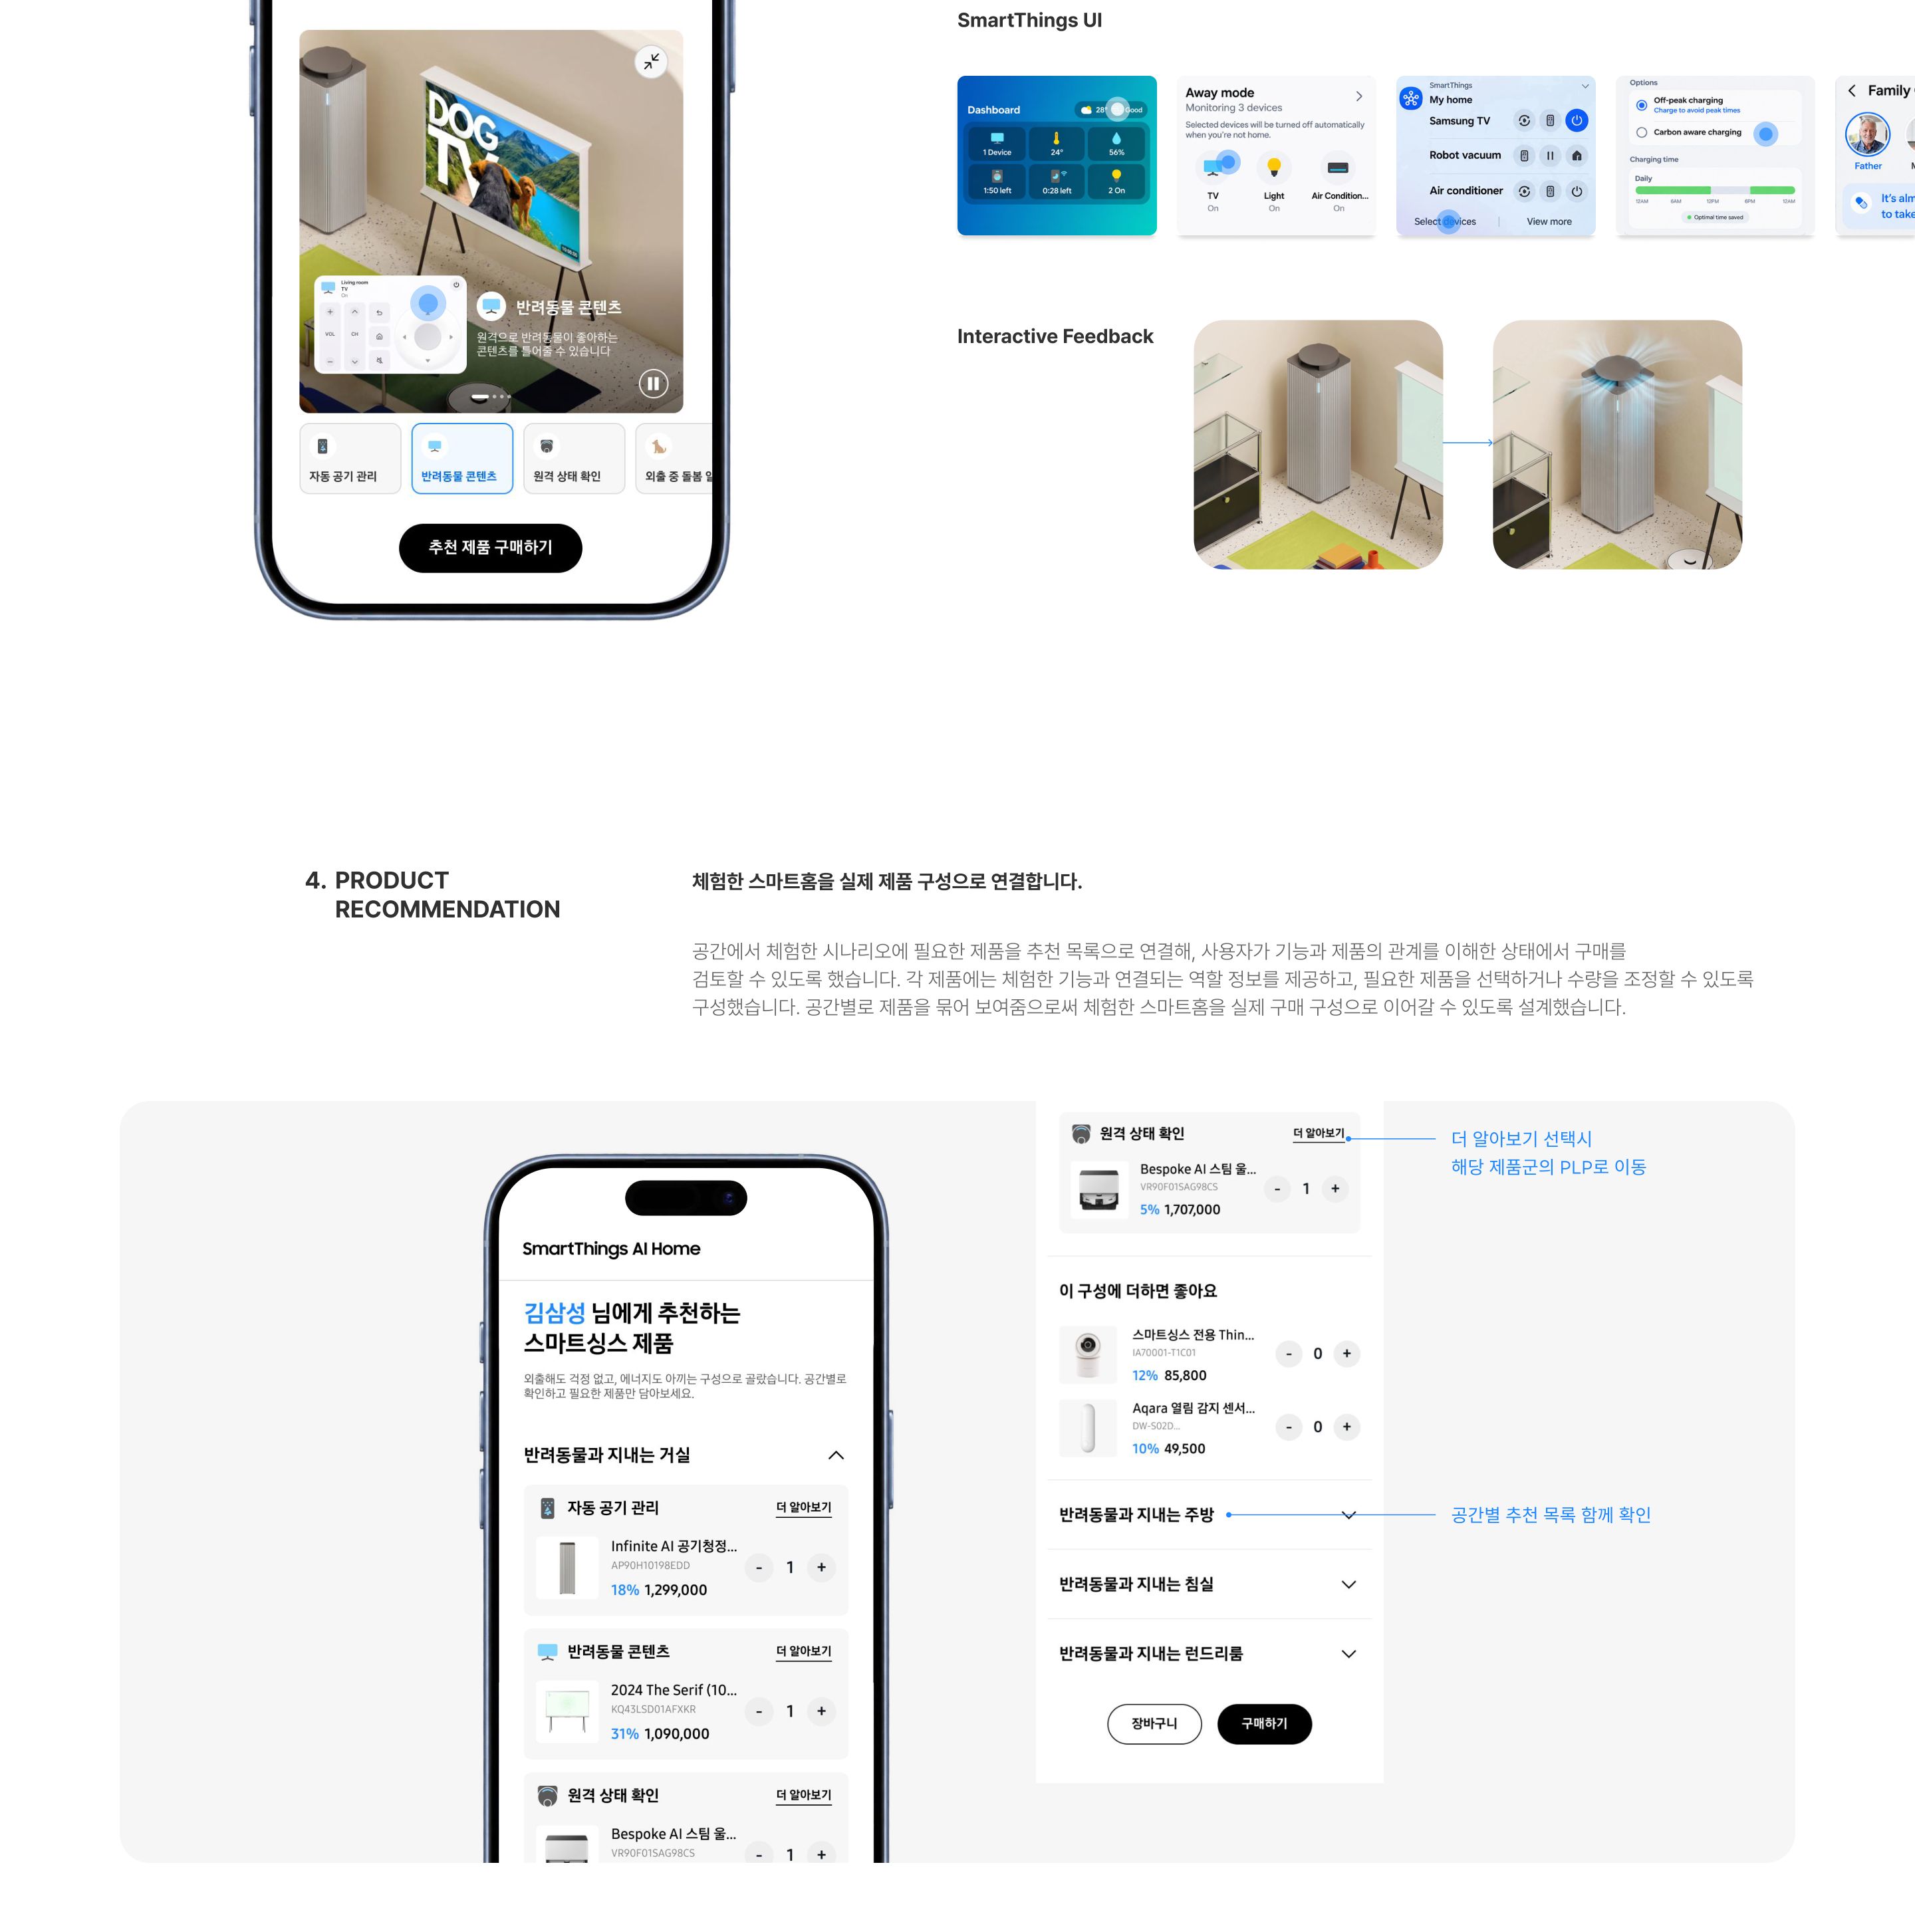 DOG
TV
Living room
TV
On
VOL
CH
반려동물 콘텐츠
원격으로 반려동물이 좋아하는
콘텐츠를 틀어줄 수 있습니다
자동 공기 관리
반려동물 콘텐츠
원격 상태 확인
외출 중 돌봄 일
추천 제품 구매하기
SmartThings UI
Dashboard
28°
Good
1 Device
24°
56%
1:50 left
0:28 left
2 On
Away mode
Monitoring 3 devices
Selected devices will be turned off automatically
when you're not home.
TV
On
Light
On
Air Condition...
On
SmartThings
My home
Samsung TV
Robot vacuum
Air conditioner
Select devices
View more
Options
Off-peak charging
Charge to avoid peak times
Carbon aware charging
Charging time
Daily
12AM 6AM 12PM 6PM 12AM
Optimal time saved
Family
Father
It's alm
to take
Interactive Feedback
4. PRODUCT
RECOMMENDATION
체험한 스마트홈을 실제 제품 구성으로 연결합니다.
공간에서 체험한 시나리오에 필요한 제품을 추천 목록으로 연결해, 사용자가 기능과 제품의 관계를 이해한 상태에서 구매를
검토할 수 있도록 했습니다. 각 제품에는 체험한 기능과 연결되는 역할 정보를 제공하고, 필요한 제품을 선택하거나 수량을 조정할 수 있도록
구성했습니다. 공간별로 제품을 묶어 보여줌으로써 체험한 스마트홈을 실제 구매 구성으로 이어갈 수 있도록 설계했습니다.
SmartThings AI Home
김삼성 님에게 추천하는
스마트싱스 제품
외출해도 걱정 없고, 에너지도 아끼는 구성으로 골랐습니다. 공간별로
확인하고 필요한 제품만 담아보세요.
반려동물과 지내는 거실
자동 공기 관리
더 알아보기
Infinite AI 공기청정...
AP90H10198EDD
18% 1,299,000
- 1 +
반려동물 콘텐츠
더 알아보기
2024 The Serif (10...
KQ43LSD01AFXKR
31% 1,090,000
- 1 +
원격 상태 확인
더 알아보기
Bespoke AI 스팀 울...
VR90F01SAG98CS
- 1 +
원격 상태 확인
더 알아보기
Bespoke AI 스팀 울...
VR90F01SAG98CS
5% 1,707,000
- 1 +
이 구성에 더하면 좋아요
스마트싱스 전용 Thin...
IA70001-T1C01
12% 85,800
- 0 +
Aqara 열림 감지 센서...
DW-S02D...
10% 49,500
- 0 +
반려동물과 지내는 주방
반려동물과 지내는 침실
반려동물과 지내는 런드리룸
장바구니
구매하기
더 알아보기 선택시
해당 제품군의 PLP로 이동
공간별 추천 목록 함께 확인